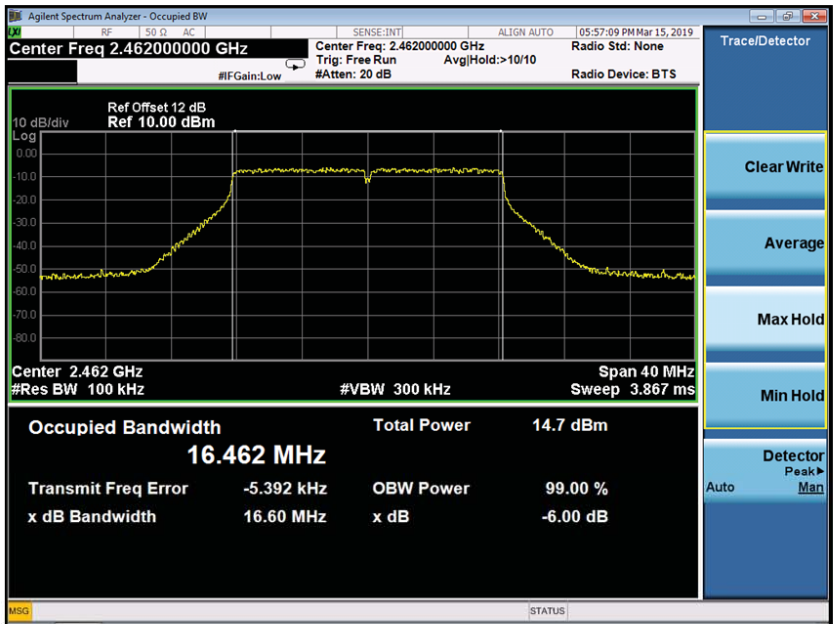 Agilent Spectrum Analyzer - Occupied BW
LXI RF 50 Ω AC SENSE:INT ALIGN AUTO 05:57:09 PM Mar 15, 2019
Center Freq 2.462000000 GHz
Center Freq: 2.462000000 GHz
Radio Std: None
Trig: Free Run
Avg|Hold:>10/10
#IFGain:Low
#Atten: 20 dB
Radio Device: BTS
Ref Offset 12 dB
10 dB/div
Ref 10.00 dBm
Log
0.00
-10.0
-20.0
-30.0
-40.0
-50.0
-60.0
-70.0
-80.0
Center 2.462 GHz
Span 40 MHz
#Res BW 100 kHz
#VBW 300 kHz
Sweep 3.867 ms
Occupied Bandwidth
16.462 MHz
Total Power 14.7 dBm
Transmit Freq Error -5.392 kHz
OBW Power 99.00 %
x dB Bandwidth 16.60 MHz
x dB -6.00 dB
MSG
STATUS
Trace/Detector
Clear Write
Average
Max Hold
Min Hold
Detector
Peak▶
Auto Man